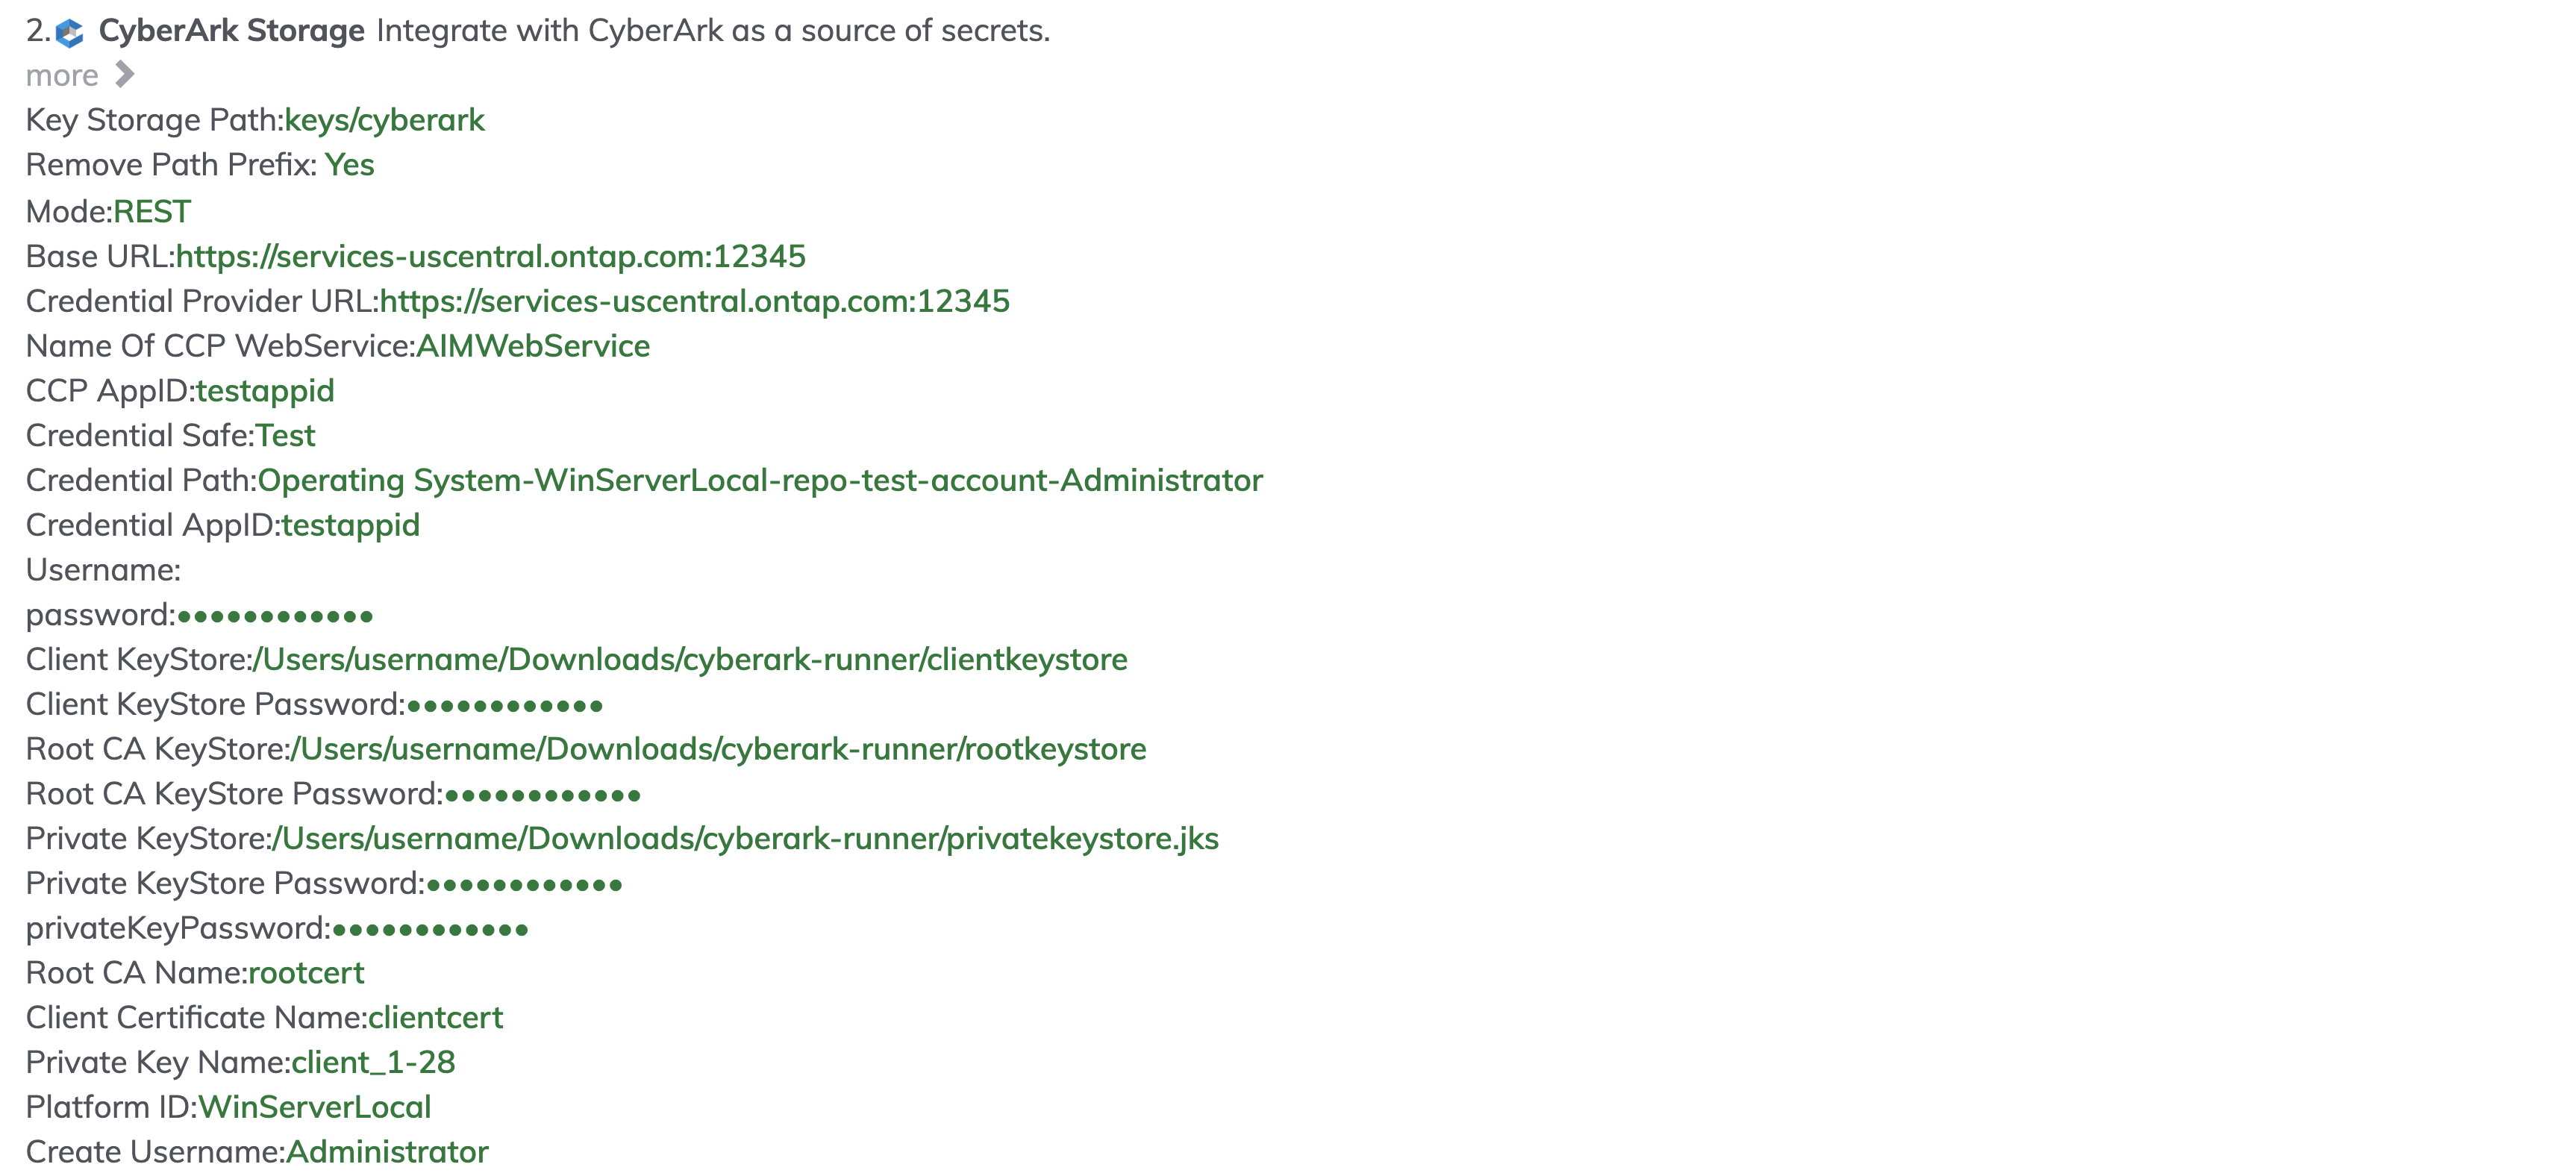 2. CyberArk Storage Integrate with CyberArk as a source of secrets.
more
Key Storage Path:keys/cyberark
Remove Path Prefix: Yes
Mode:REST
Base URL:https://services-uscentral.ontap.com:12345
Credential Provider URL:https://services-uscentral.ontap.com:12345
Name Of CCP WebService:AIMWebService
CCP AppID:testappid
Credential Safe:Test
Credential Path:Operating System-WinServerLocal-repo-test-account-Administrator
Credential AppID:testappid
Username:
password:●●●●●●●●●●●●
Client KeyStore:/Users/username/Downloads/cyberark-runner/clientkeystore
Client KeyStore Password:●●●●●●●●●●●●
Root CA KeyStore:/Users/username/Downloads/cyberark-runner/rootkeystore
Root CA KeyStore Password:●●●●●●●●●●●●
Private KeyStore:/Users/username/Downloads/cyberark-runner/privatekeystore.jks
Private KeyStore Password:●●●●●●●●●●●●
privateKeyPassword:●●●●●●●●●●●●
Root CA Name:rootcert
Client Certificate Name:clientcert
Private Key Name:client_1-28
Platform ID:WinServerLocal
Create Username:Administrator